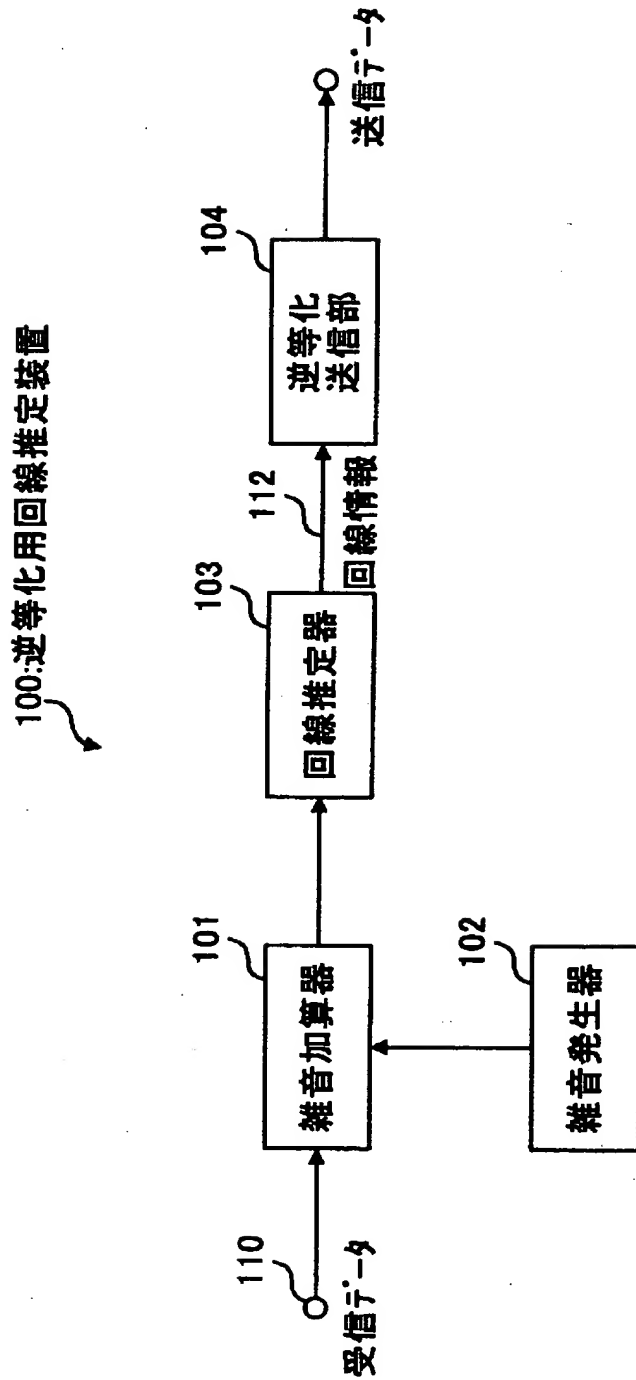 100:逆等化用回線推定装置
110
受信データ
101
雑音加算器
102
雑音発生器
103
回線推定器
112
回線情報
104
逆等化
送信部
送信データ